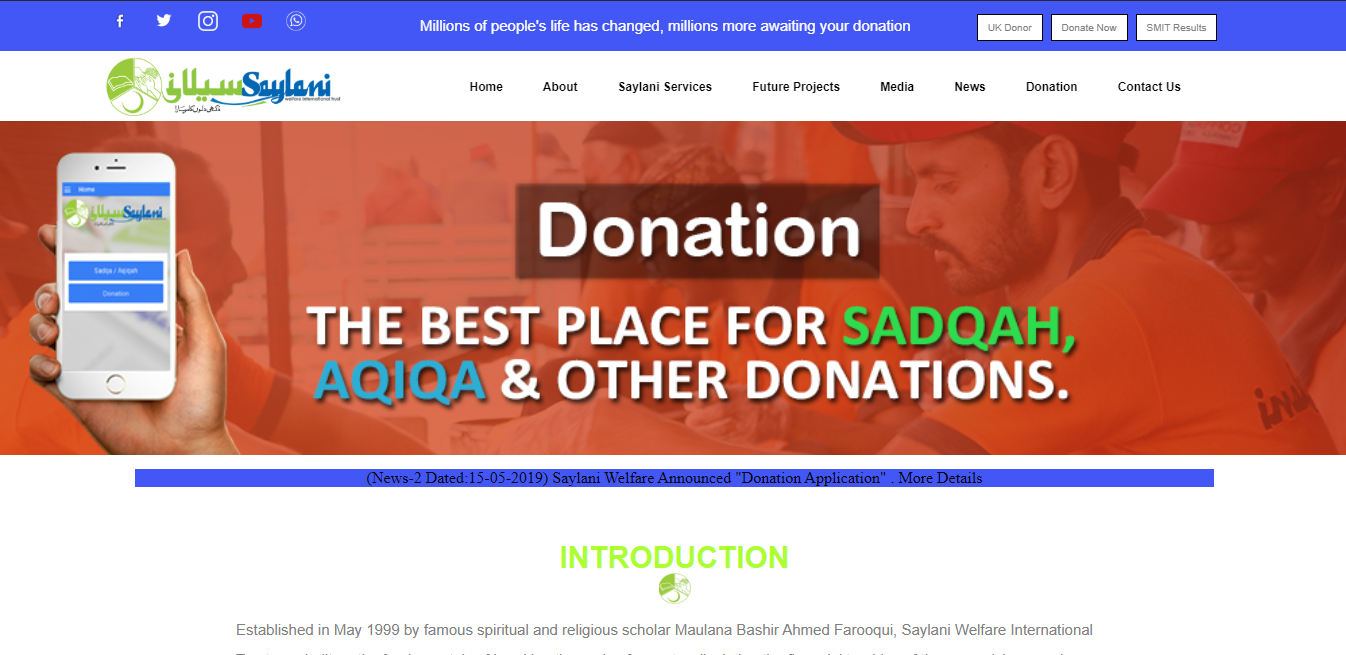 Millions of people's life has changed, millions more awaiting your donation
UK Donor
Donate Now
SMIT Results
سیلانی Saylani
welfare international trust
Home
About
Saylani Services
Future Projects
Media
News
Donation
Contact Us
Home
سیلانی Saylani
Sadqa / Aqiqah
Donation
Donation
THE BEST PLACE FOR SADQAH,
AQIQA & OTHER DONATIONS.
(News-2 Dated:15-05-2019) Saylani Welfare Announced "Donation Application" . More Details
INTRODUCTION
Established in May 1999 by famous spiritual and religious scholar Maulana Bashir Ahmed Farooqui, Saylani Welfare International